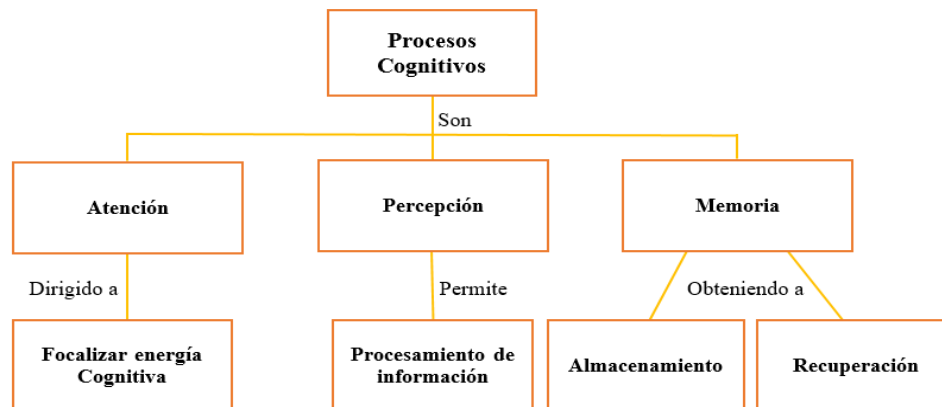 Procesos
Cognitivos
Son
Atención
Percepción
Memoria
Dirigido a
Permite
Obteniendo a
Focalizar energía
Cognitiva
Procesamiento de
información
Almacenamiento
Recuperación